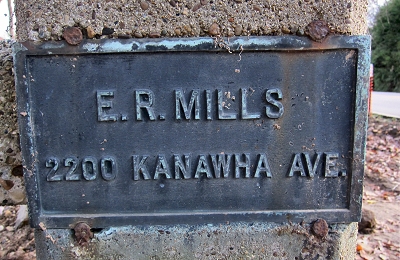 E.R. MILLS
2200 KANAWHA AVE.